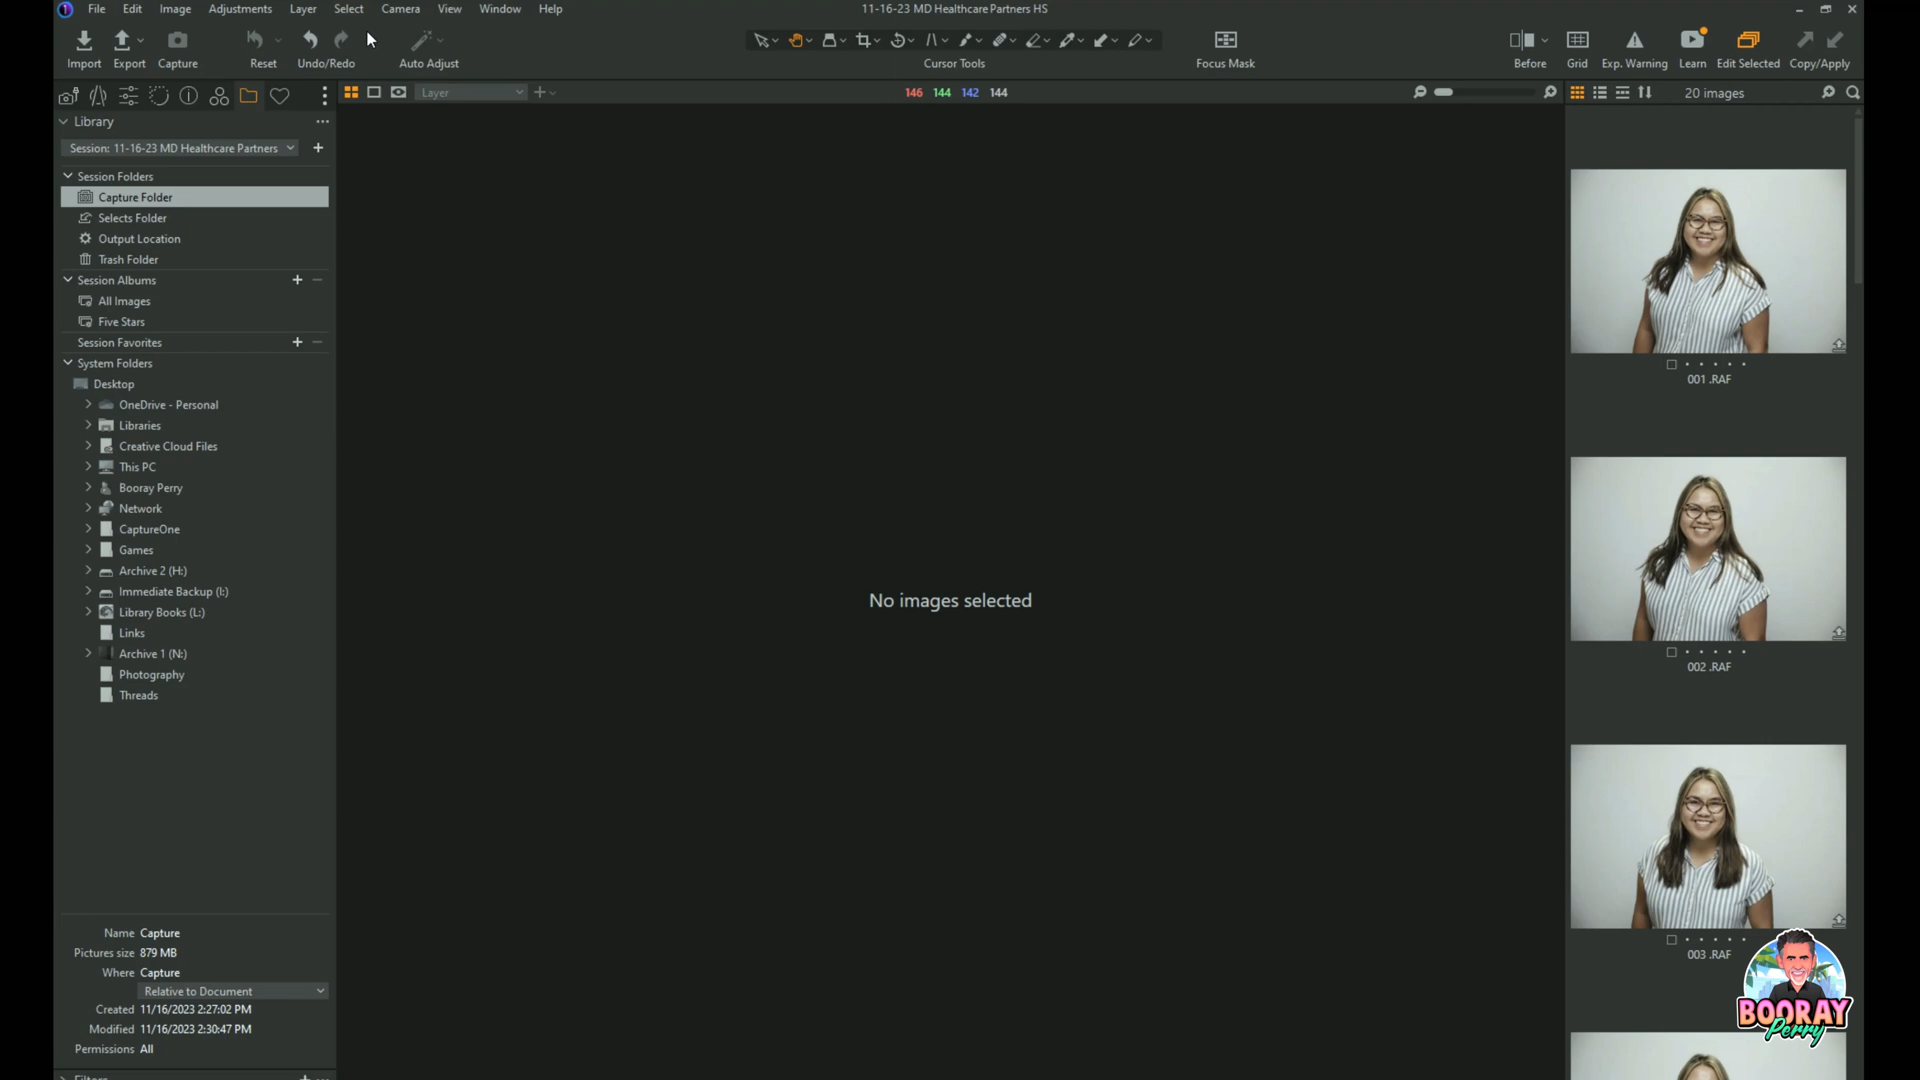 File Edit Image Adjustments Layer Select Camera View Window Help
11-16-23 MD Healthcare Partners HS
Import Export Capture Reset Undo/Redo Auto Adjust Cursor Tools Focus Mask Before Grid Exp. Warning Learn Edit Selected Copy/Apply
Layer
146 144 142 144
20 images
Library
Session: 11-16-23 MD Healthcare Partners
Session Folders
Capture Folder
Selects Folder
Output Location
Trash Folder
Session Albums
All Images
Five Stars
Session Favorites
System Folders
Desktop
OneDrive - Personal
Libraries
Creative Cloud Files
This PC
Booray Perry
Network
CaptureOne
Games
Archive 2 (H:)
Immediate Backup (I:)
Library Books (L:)
Links
Archive 1 (N:)
Photography
Threads
No images selected
001 .RAF
002 .RAF
003 .RAF
Name Capture
Pictures size 879 MB
Where Capture
Relative to Document
Created 11/16/2023 2:27:02 PM
Modified 11/16/2023 2:30:47 PM
Permissions All
Filters
BOORAY
Perry